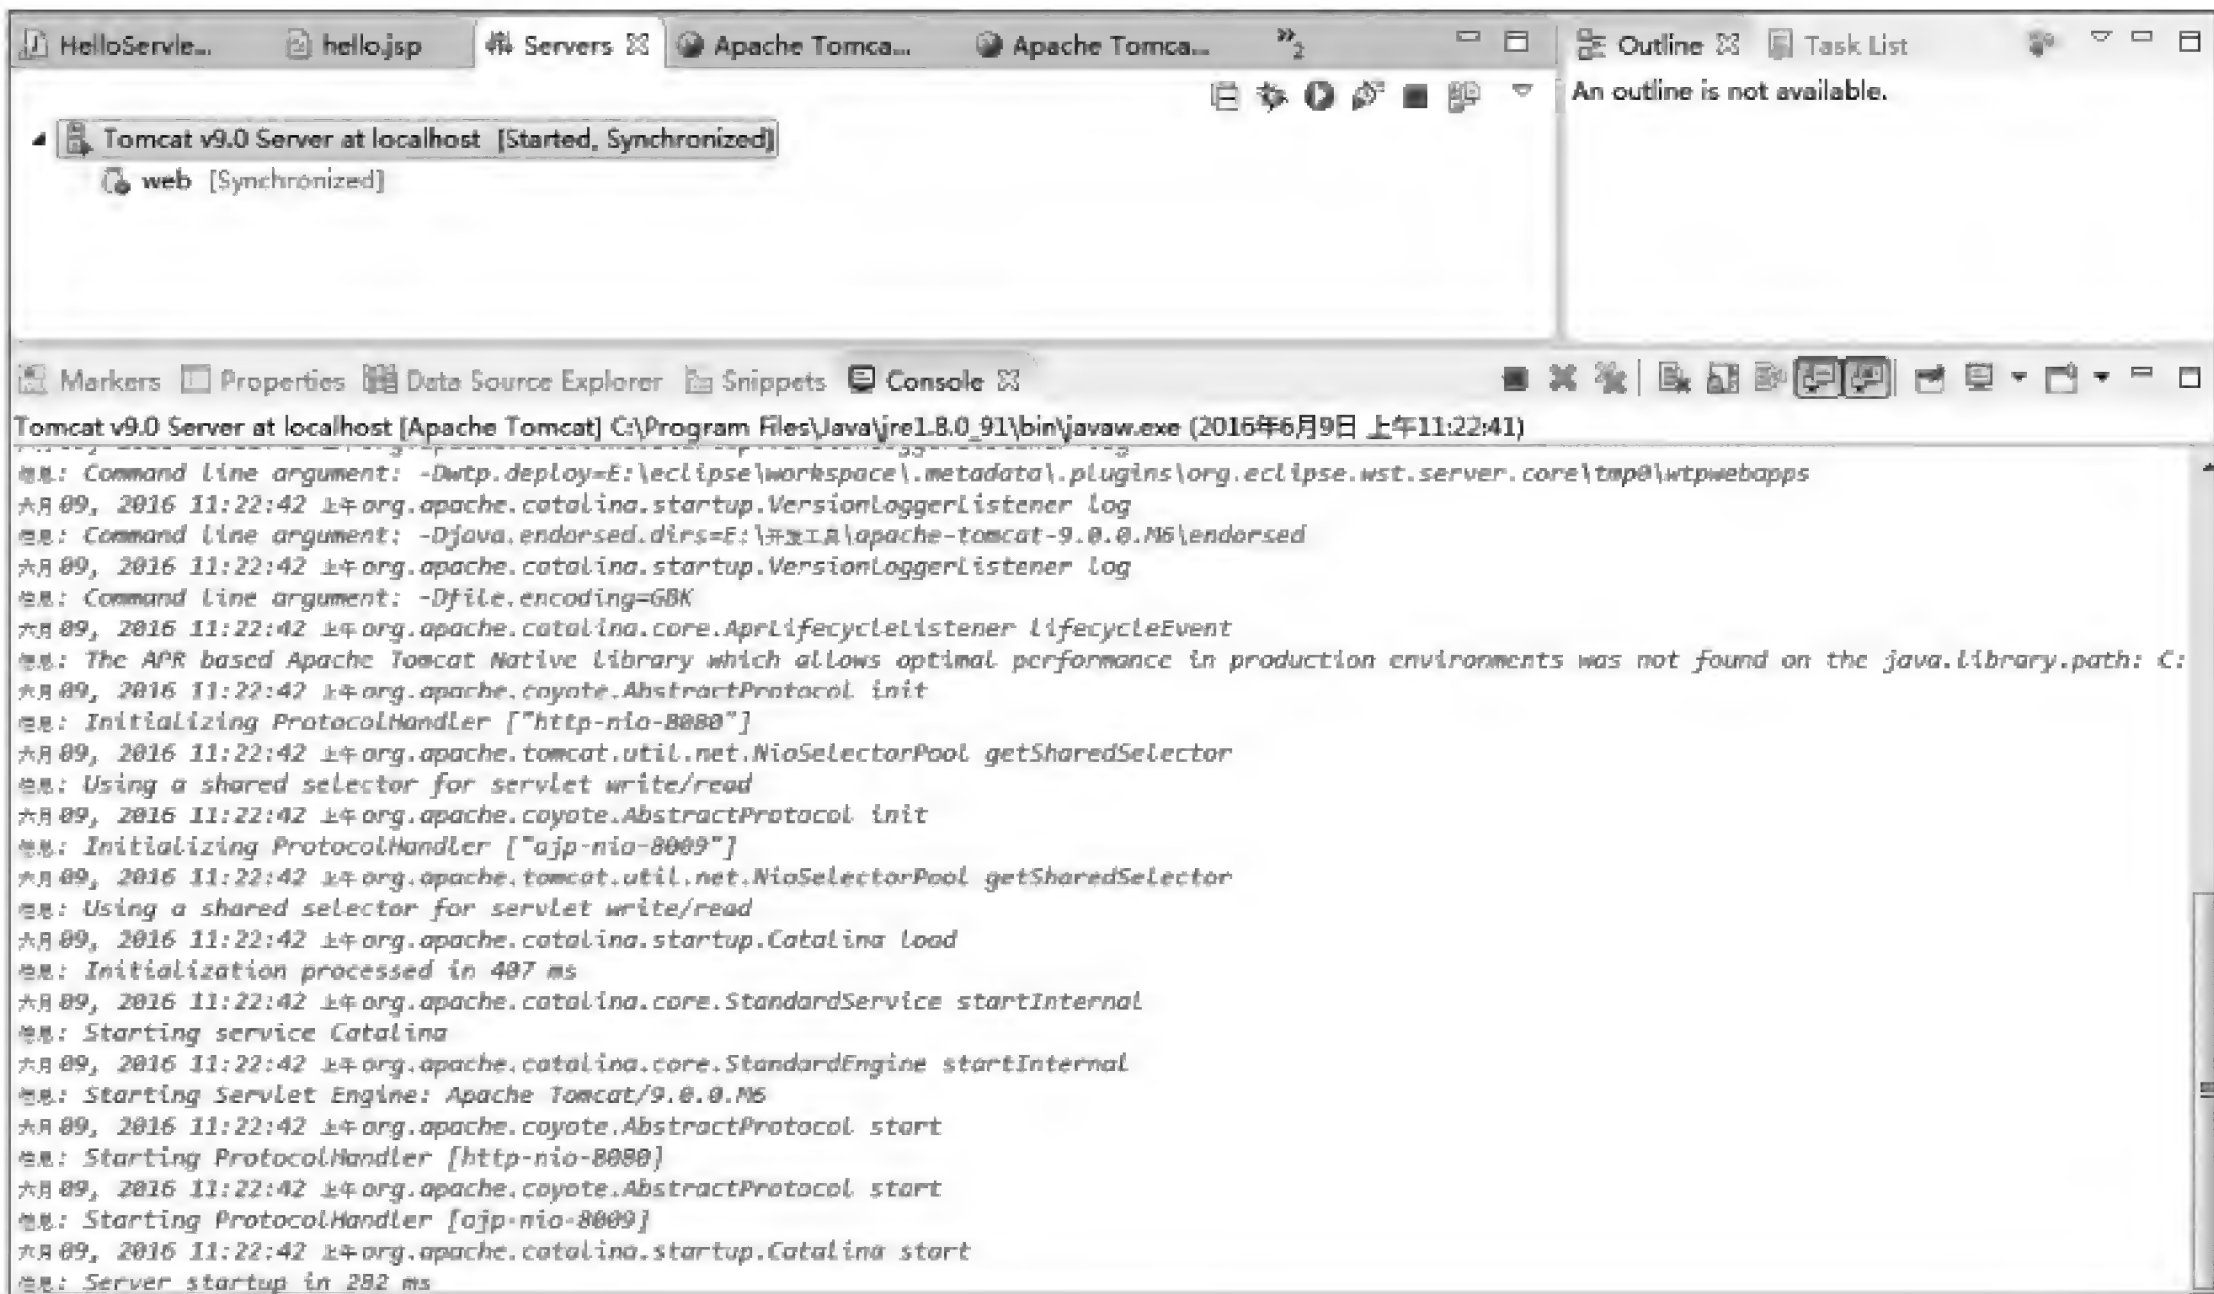 HelloServle... hello.jsp Servers Apache Tomca... Apache Tomca... »2 Outline Task List
An outline is not available.
Tomcat v9.0 Server at localhost [Started, Synchronized]
web [Synchronized]
Markers Properties Data Source Explorer Snippets Console
Tomcat v9.0 Server at localhost [Apache Tomcat] C:\Program Files\Java\jre1.8.0_91\bin\javaw.exe (2016年6月9日 上午11:22:41)
信息: Command line argument: -Dwtp.deploy=E:\eclipse\workspace\.metadata\.plugins\org.eclipse.wst.server.core\tmp0\wtpwebapps
六月 09, 2016 11:22:42 上午 org.apache.catalina.startup.VersionLoggerListener log
信息: Command line argument: -Djava.endorsed.dirs=E:\开发工具\apache-tomcat-9.0.0.M6\endorsed
六月 09, 2016 11:22:42 上午 org.apache.catalina.startup.VersionLoggerListener log
信息: Command line argument: -Dfile.encoding=GBK
六月 09, 2016 11:22:42 上午 org.apache.catalina.core.AprLifecycleListener lifecycleEvent
信息: The APR based Apache Tomcat Native library which allows optimal performance in production environments was not found on the java.library.path: C:
六月 09, 2016 11:22:42 上午 org.apache.coyote.AbstractProtocol init
信息: Initializing ProtocolHandler ["http-nio-8080"]
六月 09, 2016 11:22:42 上午 org.apache.tomcat.util.net.NioSelectorPool getSharedSelector
信息: Using a shared selector for servlet write/read
六月 09, 2016 11:22:42 上午 org.apache.coyote.AbstractProtocol init
信息: Initializing ProtocolHandler ["ajp-nio-8009"]
六月 09, 2016 11:22:42 上午 org.apache.tomcat.util.net.NioSelectorPool getSharedSelector
信息: Using a shared selector for servlet write/read
六月 09, 2016 11:22:42 上午 org.apache.catalina.startup.Catalina load
信息: Initialization processed in 407 ms
六月 09, 2016 11:22:42 上午 org.apache.catalina.core.StandardService startInternal
信息: Starting service Catalina
六月 09, 2016 11:22:42 上午 org.apache.catalina.core.StandardEngine startInternal
信息: Starting Servlet Engine: Apache Tomcat/9.0.0.M6
六月 09, 2016 11:22:42 上午 org.apache.coyote.AbstractProtocol start
信息: Starting ProtocolHandler [http-nio-8080]
六月 09, 2016 11:22:42 上午 org.apache.coyote.AbstractProtocol start
信息: Starting ProtocolHandler [ajp-nio-8009]
六月 09, 2016 11:22:42 上午 org.apache.catalina.startup.Catalina start
信息: Server startup in 282 ms